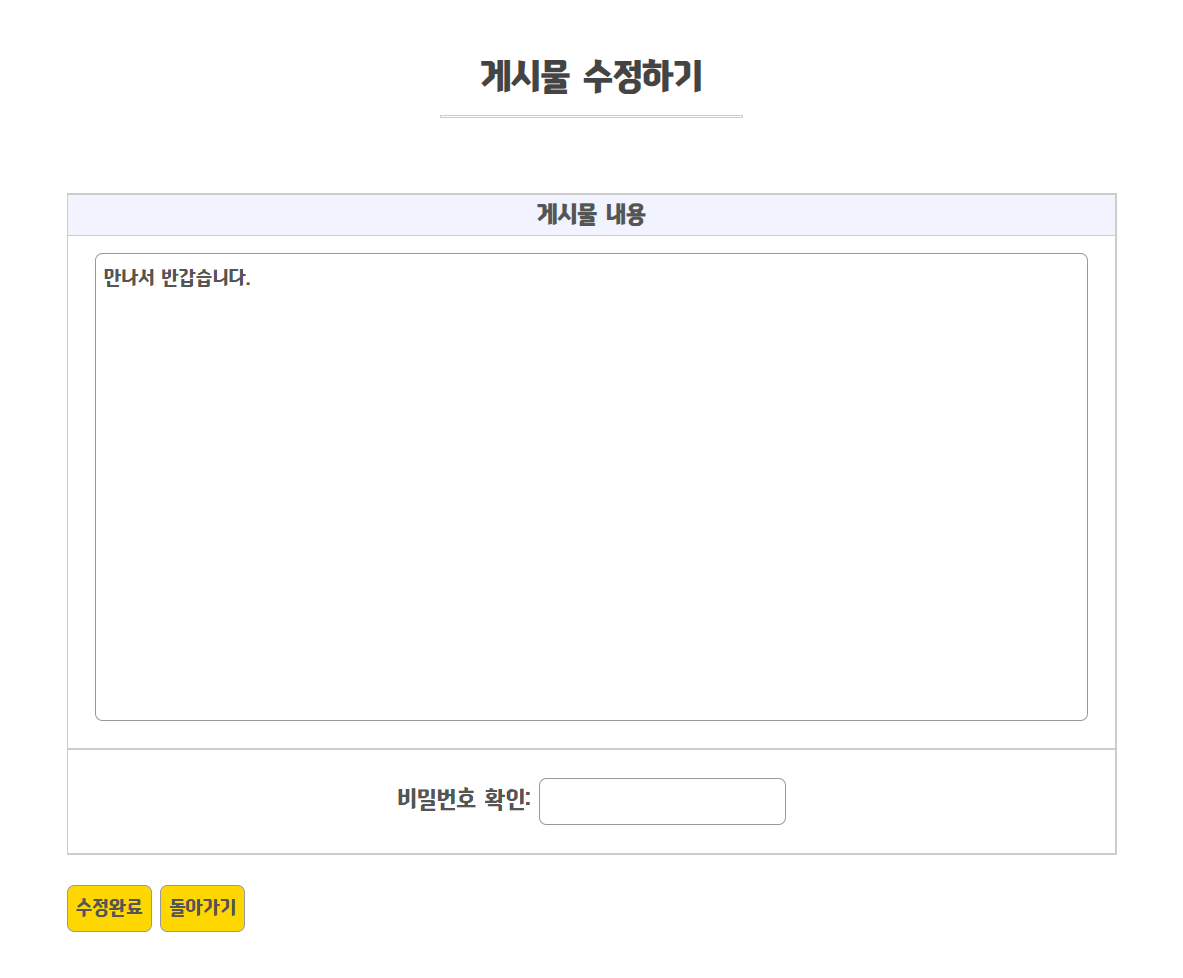 게시물 수정하기
게시물 내용
만나서 반갑습니다.
비밀번호 확인:
수정완료 돌아가기